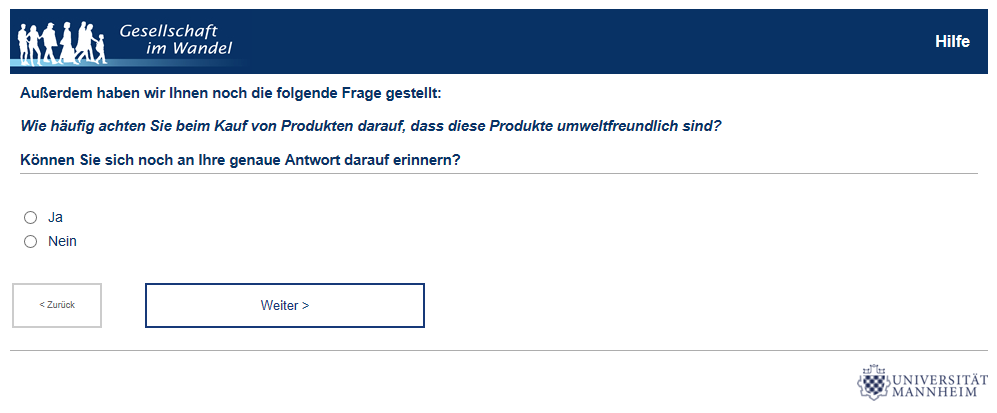 Gesellschaft
im Wandel
Hilfe
Außerdem haben wir Ihnen noch die folgende Frage gestellt:
Wie häufig achten Sie beim Kauf von Produkten darauf, dass diese Produkte umweltfreundlich sind?
Können Sie sich noch an Ihre genaue Antwort darauf erinnern?
Ja
Nein
< Zurück
Weiter >
UNIVERSITÄT
MANNHEIM